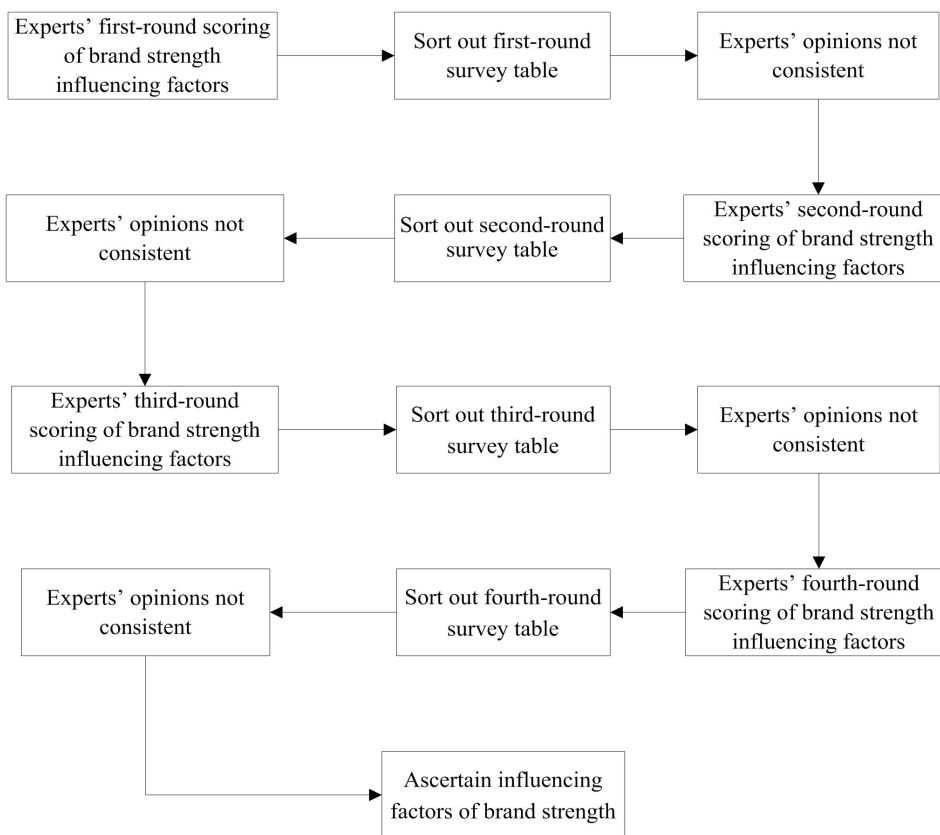 Experts’ first-round scoring
of brand strength
influencing factors
Sort out first-round
survey table
Experts’ opinions not
consistent
Experts’ second-round
scoring of brand strength
influencing factors
Sort out second-round
survey table
Experts’ opinions not
consistent
Experts’ third-round
scoring of brand strength
influencing factors
Sort out third-round
survey table
Experts’ opinions not
consistent
Experts’ fourth-round
scoring of brand strength
influencing factors
Sort out fourth-round
survey table
Experts’ opinions not
consistent
Ascertain influencing
factors of brand strength